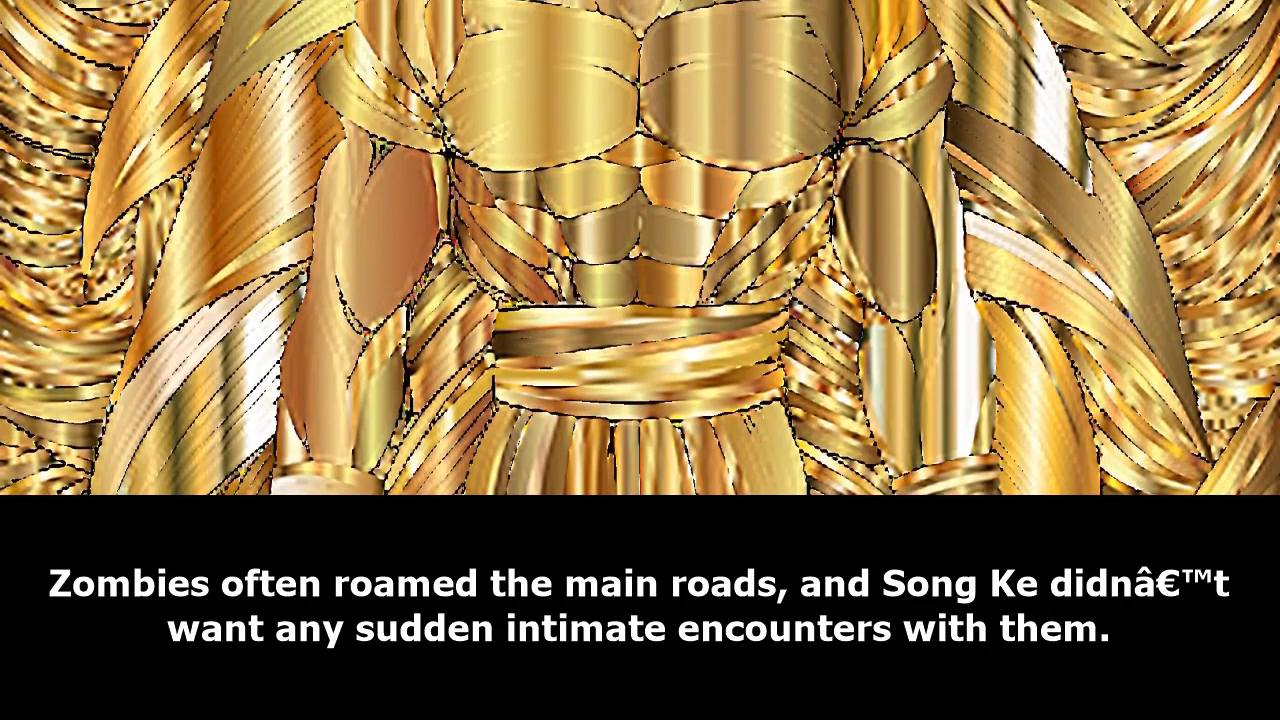 Zombies often roamed the main roads, and Song Ke didnâ€™t
want any sudden intimate encounters with them.